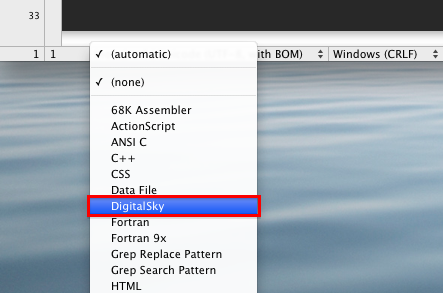 33
1 1
✓ (automatic)
with BOM) Windows (CRLF)
✓ (none)
68K Assembler
ActionScript
ANSI C
C++
CSS
Data File
DigitalSky
Fortran
Fortran 9x
Grep Replace Pattern
Grep Search Pattern
HTML